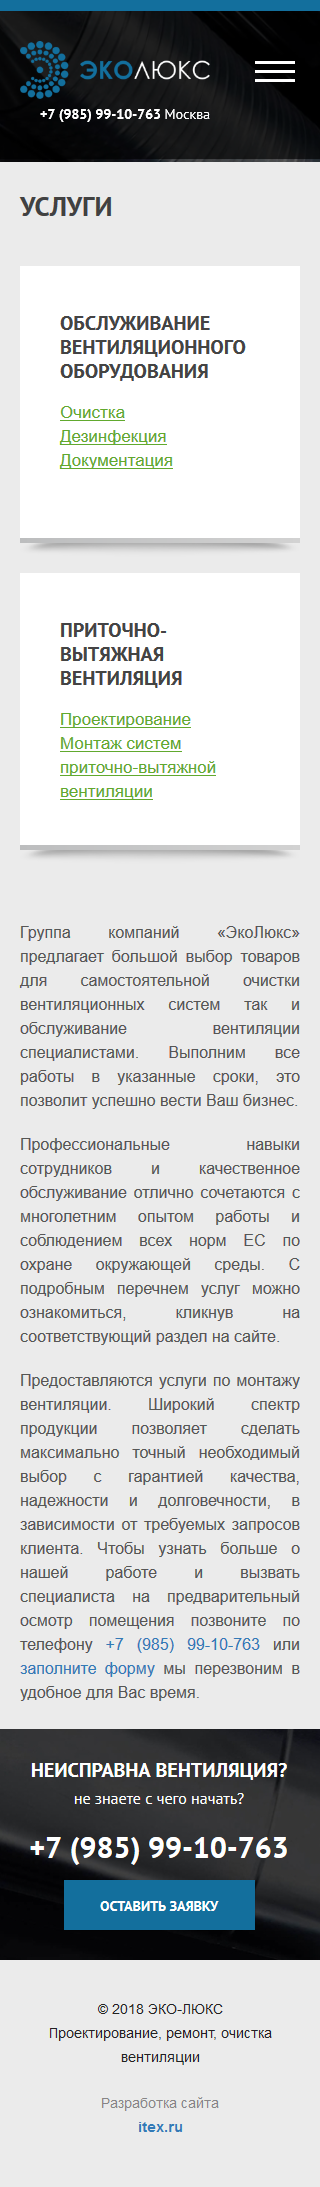 ЭКОЛЮКС
+7 (985) 99-10-763 Москва
УСЛУГИ
ОБСЛУЖИВАНИЕ
ВЕНТИЛЯЦИОННОГО
ОБОРУДОВАНИЯ
Очистка
Дезинфекция
Документация
ПРИТОЧНО-
ВЫТЯЖНАЯ
ВЕНТИЛЯЦИЯ
Проектирование
Монтаж систем
приточно-вытяжной
вентиляции
Группа компаний «ЭкоЛюкс»
предлагает большой выбор товаров
для самостоятельной очистки
вентиляционных систем так и
обслуживание вентиляции
специалистами. Выполним все
работы в указанные сроки, это
позволит успешно вести Ваш бизнес.
Профессиональные навыки
сотрудников и качественное
обслуживание отлично сочетаются с
многолетним опытом работы и
соблюдением всех норм ЕС по
охране окружающей среды. С
подробным перечнем услуг можно
ознакомиться, кликнув на
соответствующий раздел на сайте.
Предоставляются услуги по монтажу
вентиляции. Широкий спектр
продукции позволяет сделать
максимально точный необходимый
выбор с гарантией качества,
надежности и долговечности, в
зависимости от требуемых запросов
клиента. Чтобы узнать больше о
нашей работе и вызвать
специалиста на предварительный
осмотр помещения позвоните по
телефону +7 (985) 99-10-763 или
заполните форму мы перезвоним в
удобное для Вас время.
НЕИСПРАВНА ВЕНТИЛЯЦИЯ?
не знаете с чего начать?
+7 (985) 99-10-763
ОСТАВИТЬ ЗАЯВКУ
© 2018 ЭКО-ЛЮКС
Проектирование, ремонт, очистка
вентиляции
Разработка сайта
itex.ru